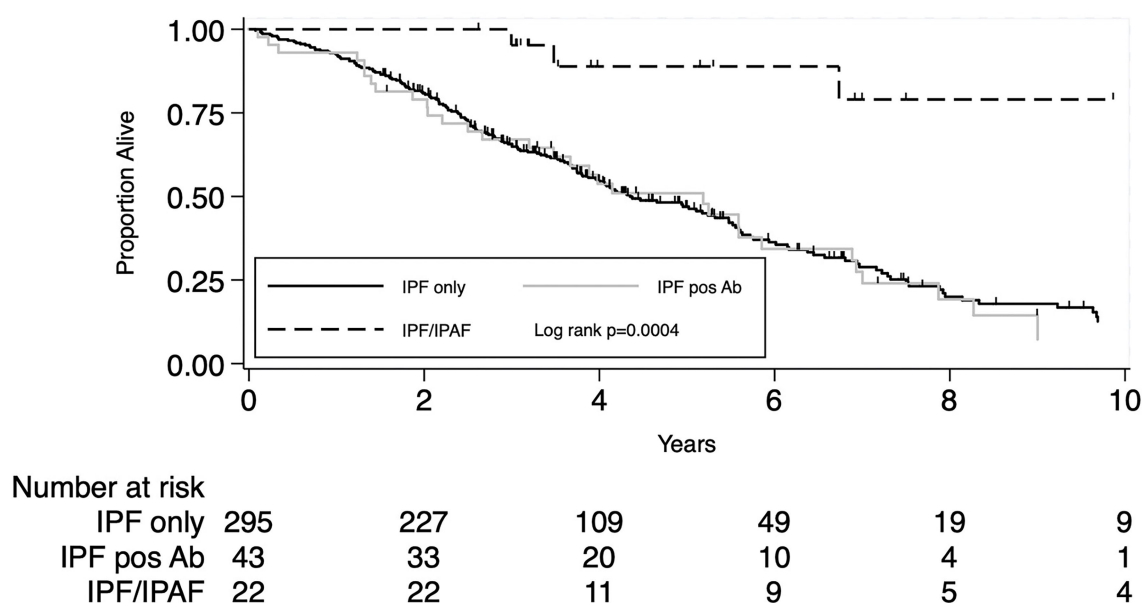 1.00
0.75
0.50
0.25
0.00
Proportion Alive
IPF only IPF pos Ab
IPF/IPAF Log rank p=0.0004
0 2 4 6 8 10
Years
Number at risk
IPF only 295 227 109 49 19 9
IPF pos Ab 43 33 20 10 4 1
IPF/IPAF 22 22 11 9 5 4